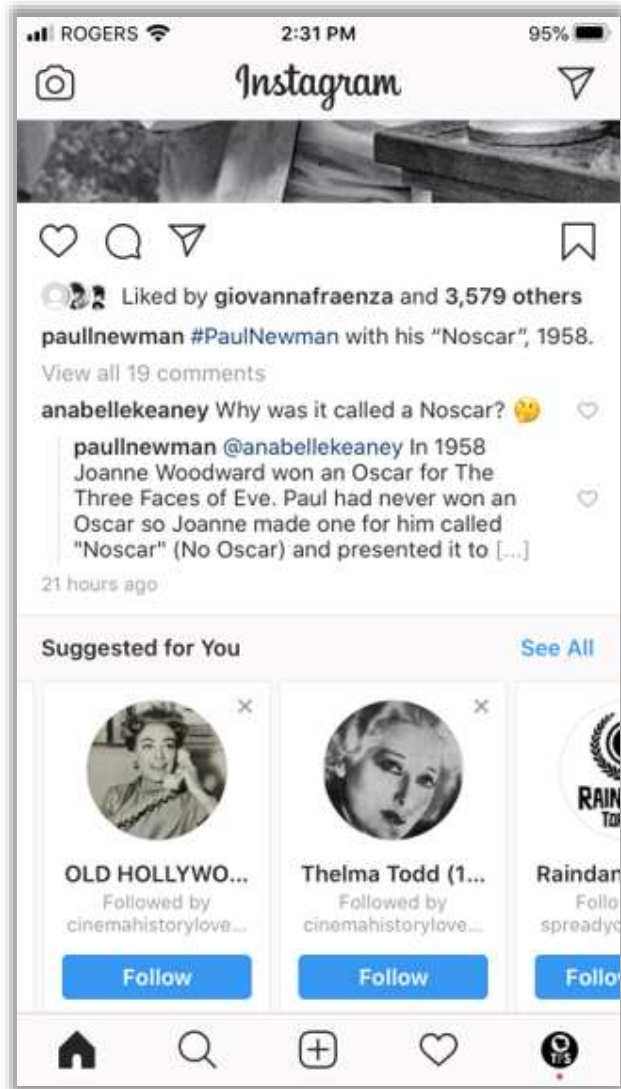 ROGERS 2:31 PM 95%
Instagram
Liked by giovannafraenza and 3,579 others
paullnewman #PaulNewman with his “Noscar”, 1958.
View all 19 comments
anabellekeaney Why was it called a Noscar? 🤔
paullnewman @anabellekeaney In 1958
Joanne Woodward won an Oscar for The
Three Faces of Eve. Paul had never won an
Oscar so Joanne made one for him called
"Noscar" (No Oscar) and presented it to [...]
21 hours ago
Suggested for You See All
OLD HOLLYWO... Thelma Todd (1... Raindan
Followed by Followed by Follo
cinemahistorylove... cinemahistorylove... spreadyo
RAIN
Follow Follow Follo
TFS